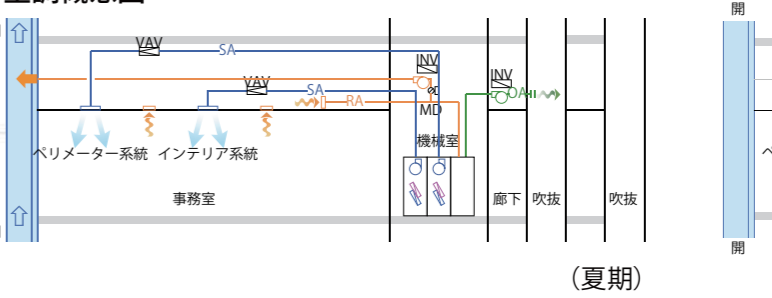 開
VAV
SA
INV
VAV
SA
INV
RA
OA
MD
機械室
ペリメーター系統 インテリア系統
事務室
廊下 吹抜
吹抜
開
（夏期）